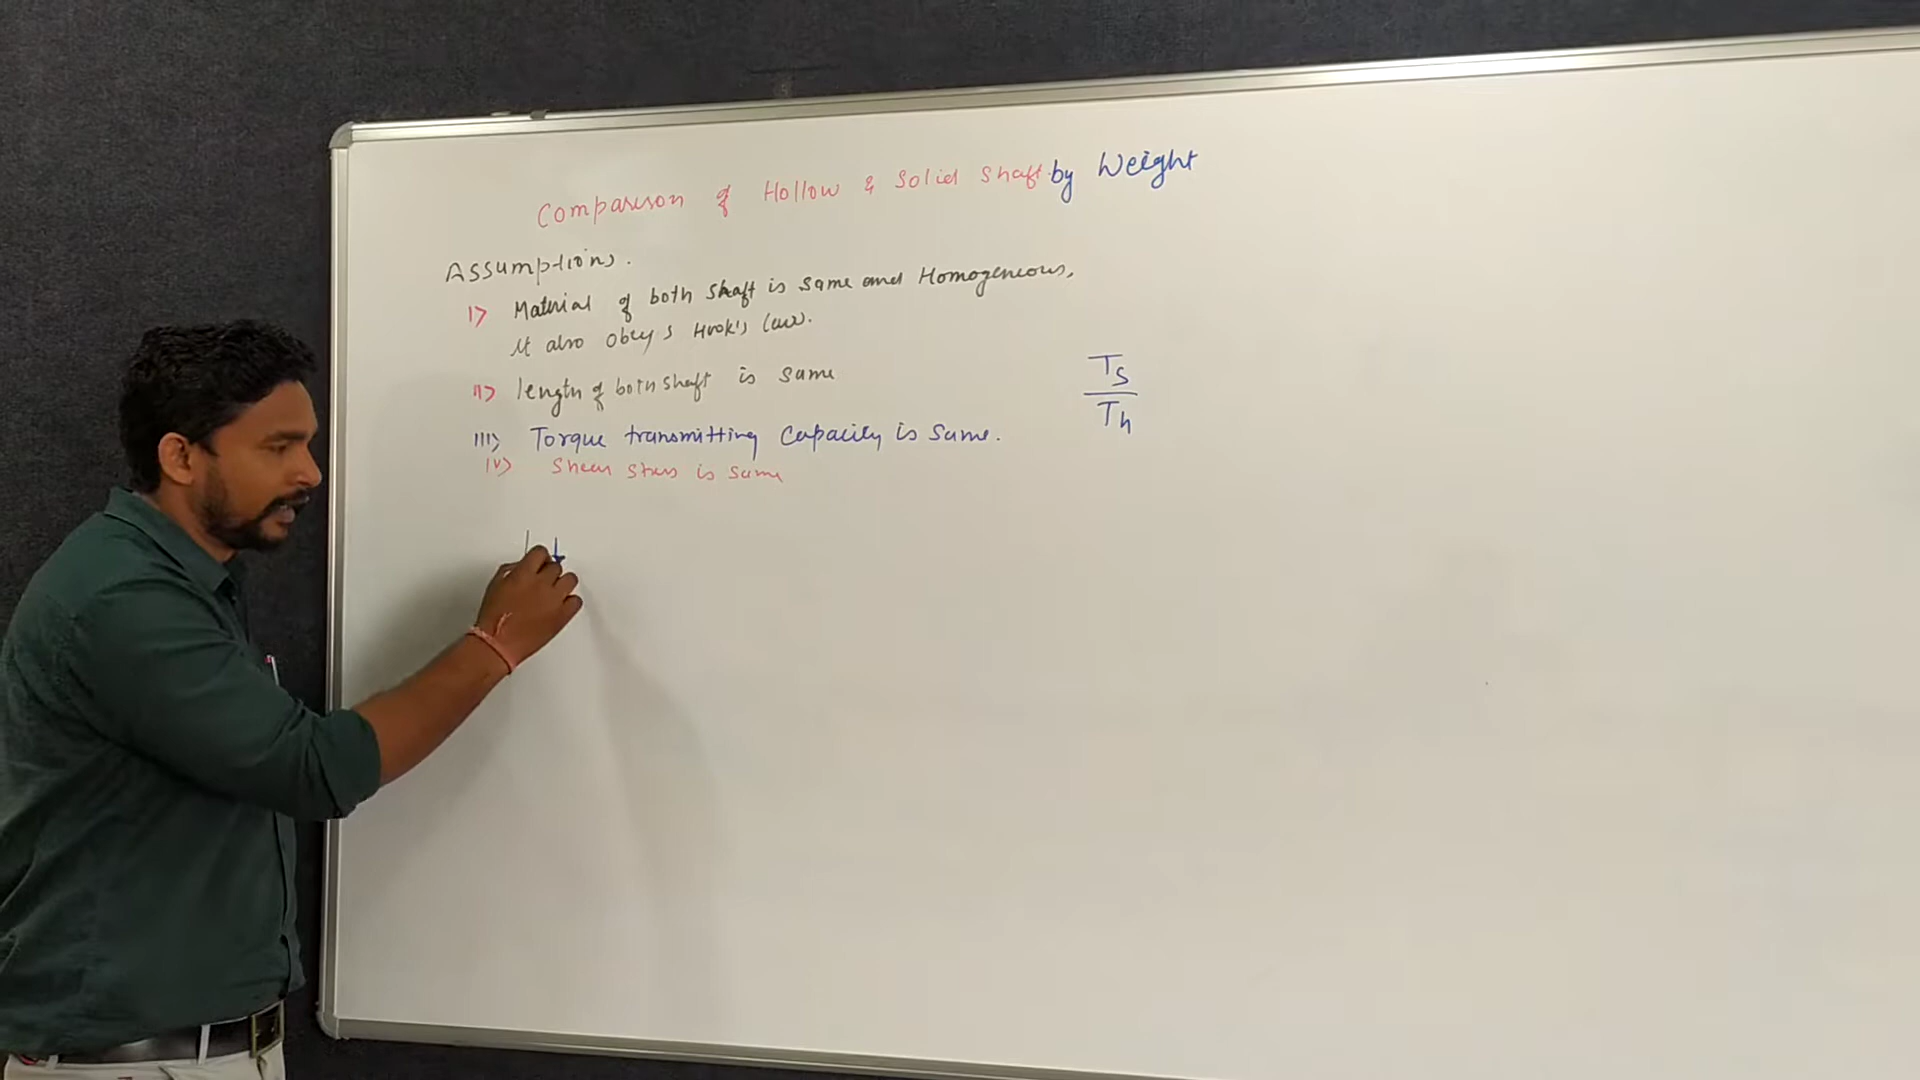 Comparison of Hollow & Solid Shaft by Weight
Assumptions.
I> Material of both shaft is same and Homogeneous,
It also obeys Hook's law.
II> length of both shaft is same
III> Torque transmitting Capacity is Same.
IV> Shear stress is same
Ts
Th